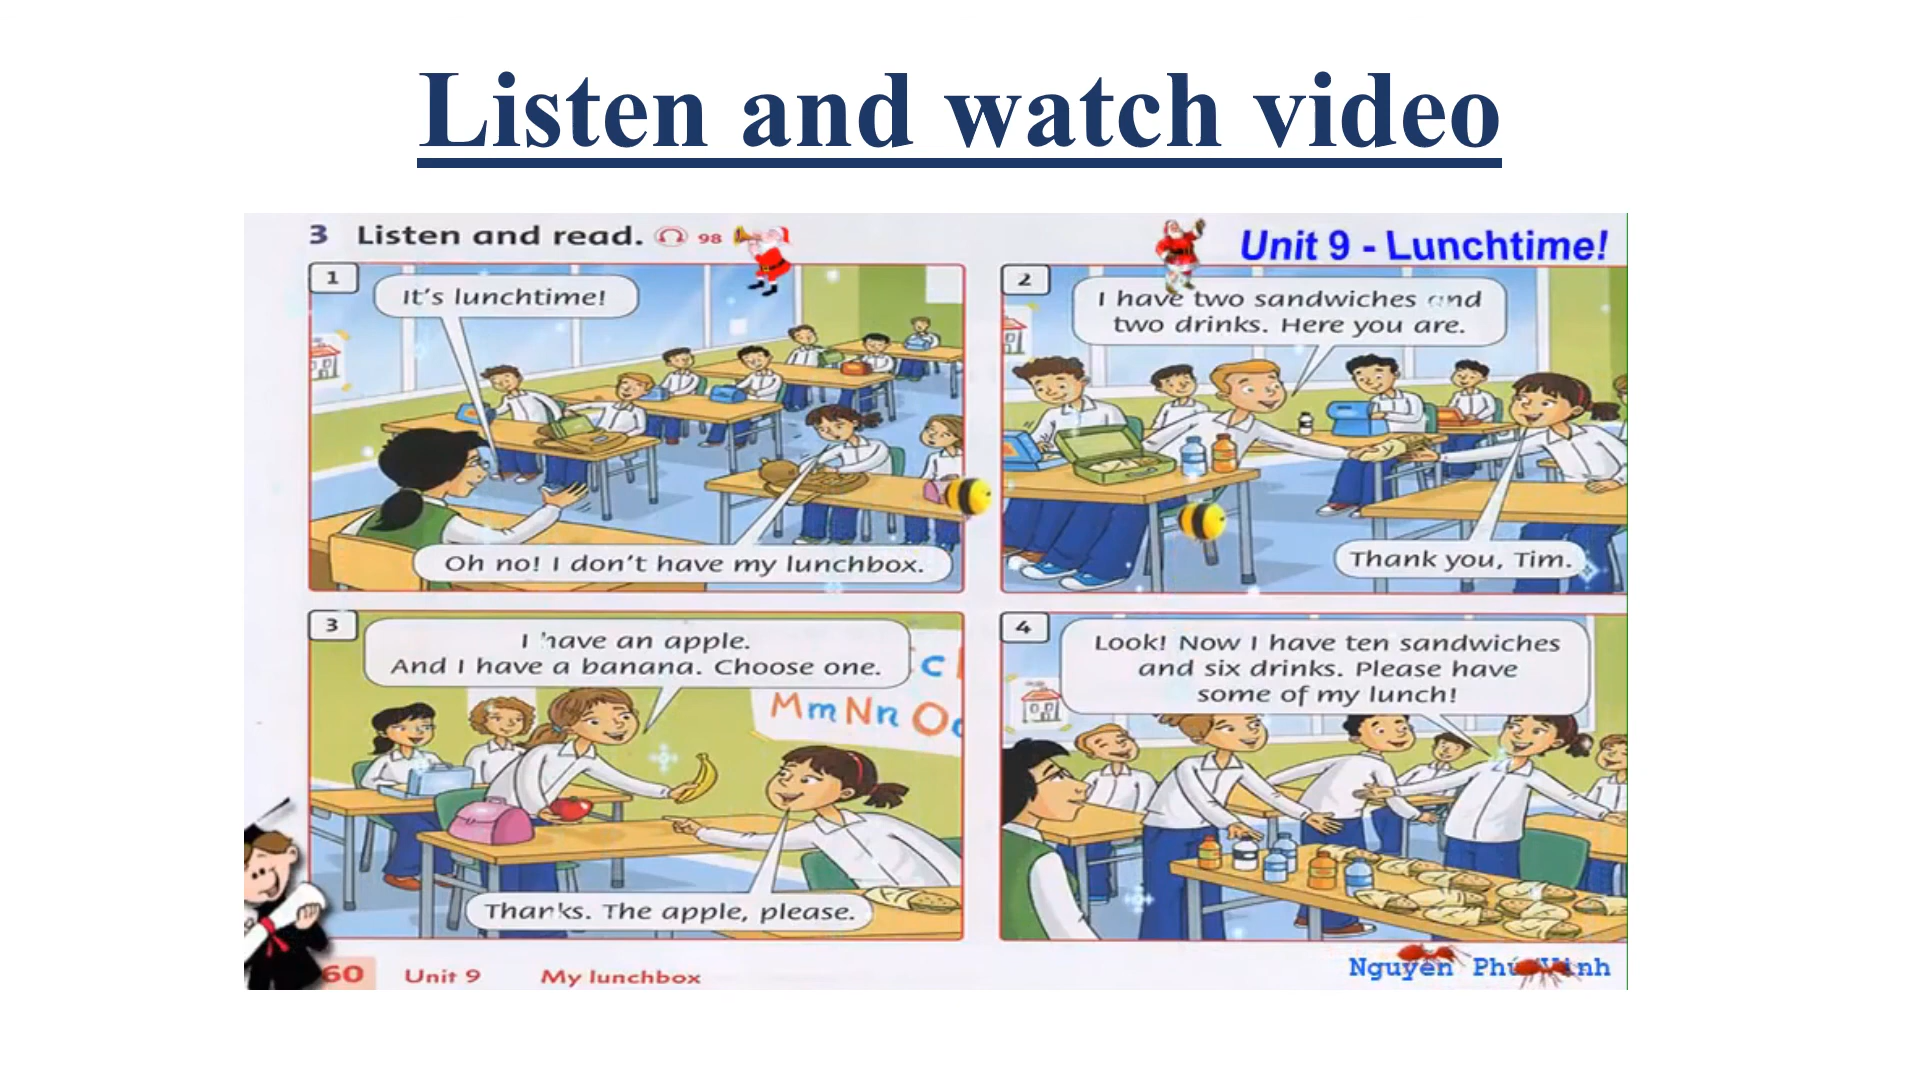 Listen and watch video
3 Listen and read. 98
Unit 9 - Lunchtime!
1
It's lunchtime!
Oh no! I don't have my lunchbox.
2
I have two sandwiches and
two drinks. Here you are.
Thank you, Tim.
3
I have an apple.
And I have a banana. Choose one.
c
Mm Nn O
Thanks. The apple, please.
4
Look! Now I have ten sandwiches
and six drinks. Please have
some of my lunch!
60 Unit 9 My lunchbox
Nguyễn